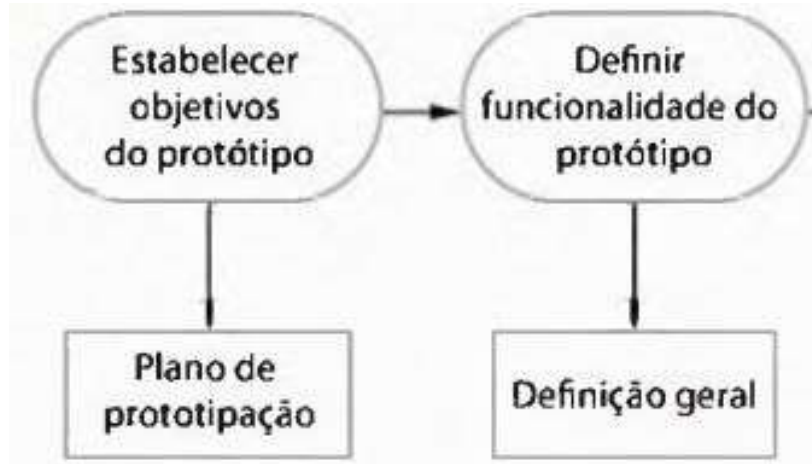 Estabelecer
objetivos
do protótipo
Definir
funcionalidade do
protótipo
Plano de
prototipação
Definição geral